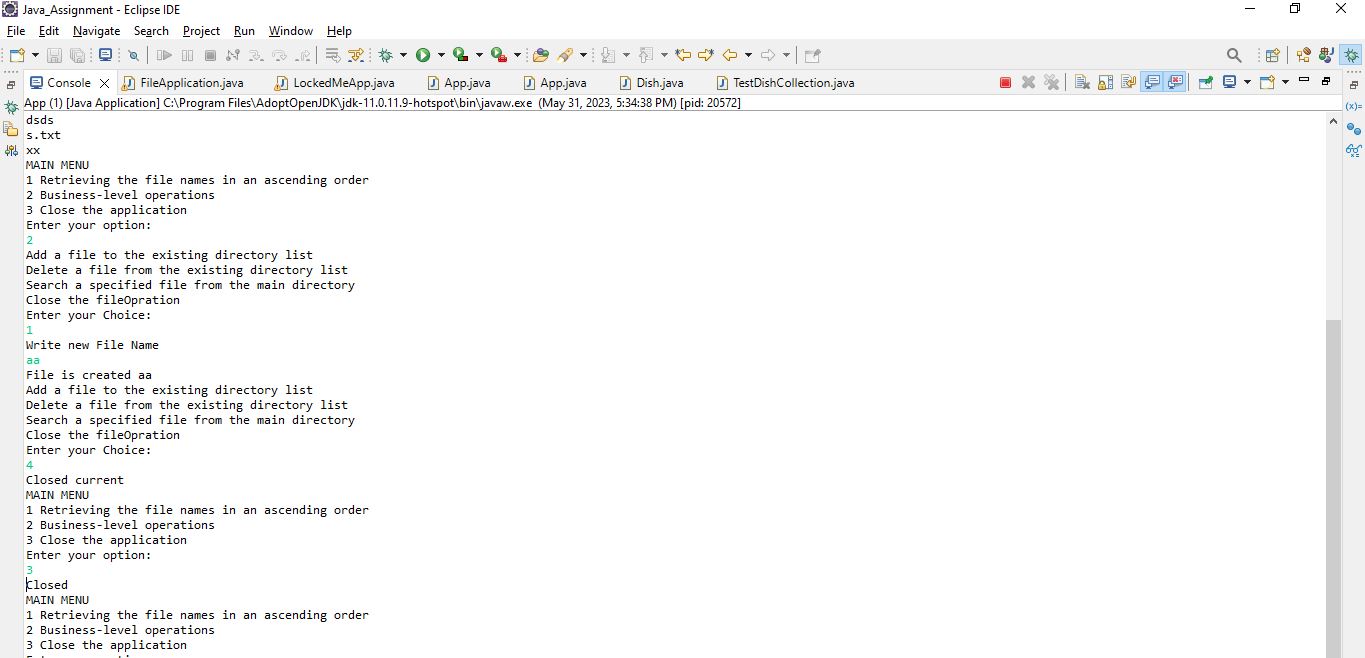 Java_Assignment - Eclipse IDE
File Edit Navigate Search Project Run Window Help
Console FileApplication.java LockedMeApp.java App.java App.java Dish.java TestDishCollection.java
App (1) [Java Application] C:\Program Files\AdoptOpenJDK\jdk-11.0.11.9-hotspot\bin\javaw.exe (May 31, 2023, 5:34:38 PM) [pid: 20572]
dsds
s.txt
xx
MAIN MENU
1 Retrieving the file names in an ascending order
2 Business-level operations
3 Close the application
Enter your option:
2
Add a file to the existing directory list
Delete a file from the existing directory list
Search a specified file from the main directory
Close the fileOpration
Enter your Choice:
1
Write new File Name
aa
File is created aa
Add a file to the existing directory list
Delete a file from the existing directory list
Search a specified file from the main directory
Close the fileOpration
Enter your Choice:
4
Closed current
MAIN MENU
1 Retrieving the file names in an ascending order
2 Business-level operations
3 Close the application
Enter your option:
3
Closed
MAIN MENU
1 Retrieving the file names in an ascending order
2 Business-level operations
3 Close the application